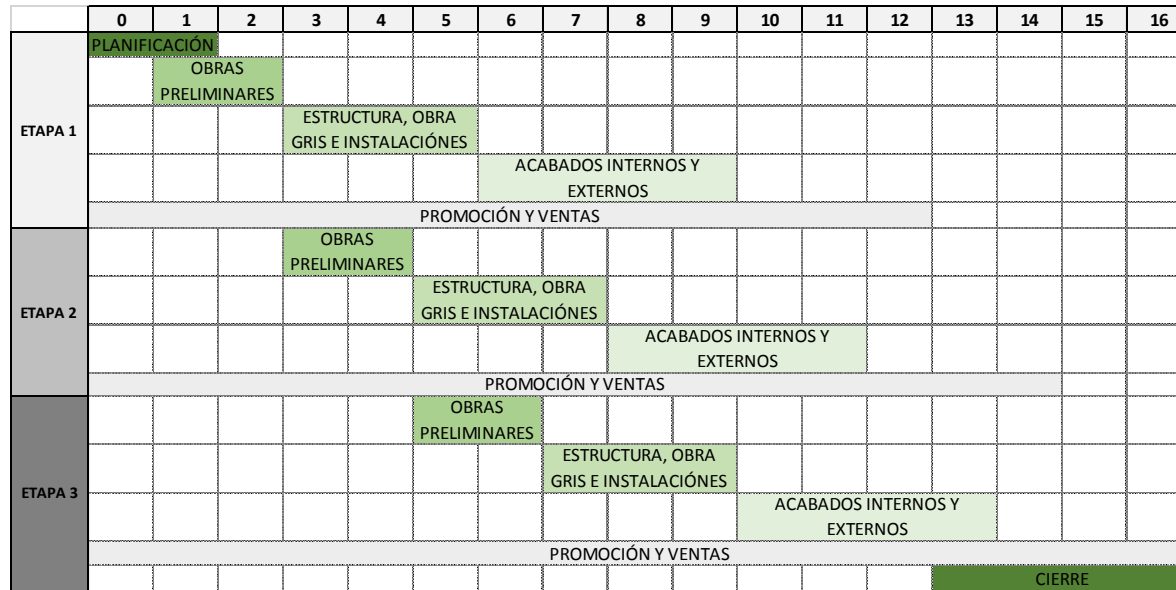 0 1 2 3 4 5 6 7 8 9 10 11 12 13 14 15 16
ETAPA 1
PLANIFICACIÓN
OBRAS
PRELIMINARES
ESTRUCTURA, OBRA
GRIS E INSTALACIÓNES
ACABADOS INTERNOS Y
EXTERNOS
PROMOCIÓN Y VENTAS
ETAPA 2
OBRAS
PRELIMINARES
ESTRUCTURA, OBRA
GRIS E INSTALACIÓNES
ACABADOS INTERNOS Y
EXTERNOS
PROMOCIÓN Y VENTAS
ETAPA 3
OBRAS
PRELIMINARES
ESTRUCTURA, OBRA
GRIS E INSTALACIÓNES
ACABADOS INTERNOS Y
EXTERNOS
PROMOCIÓN Y VENTAS
CIERRE